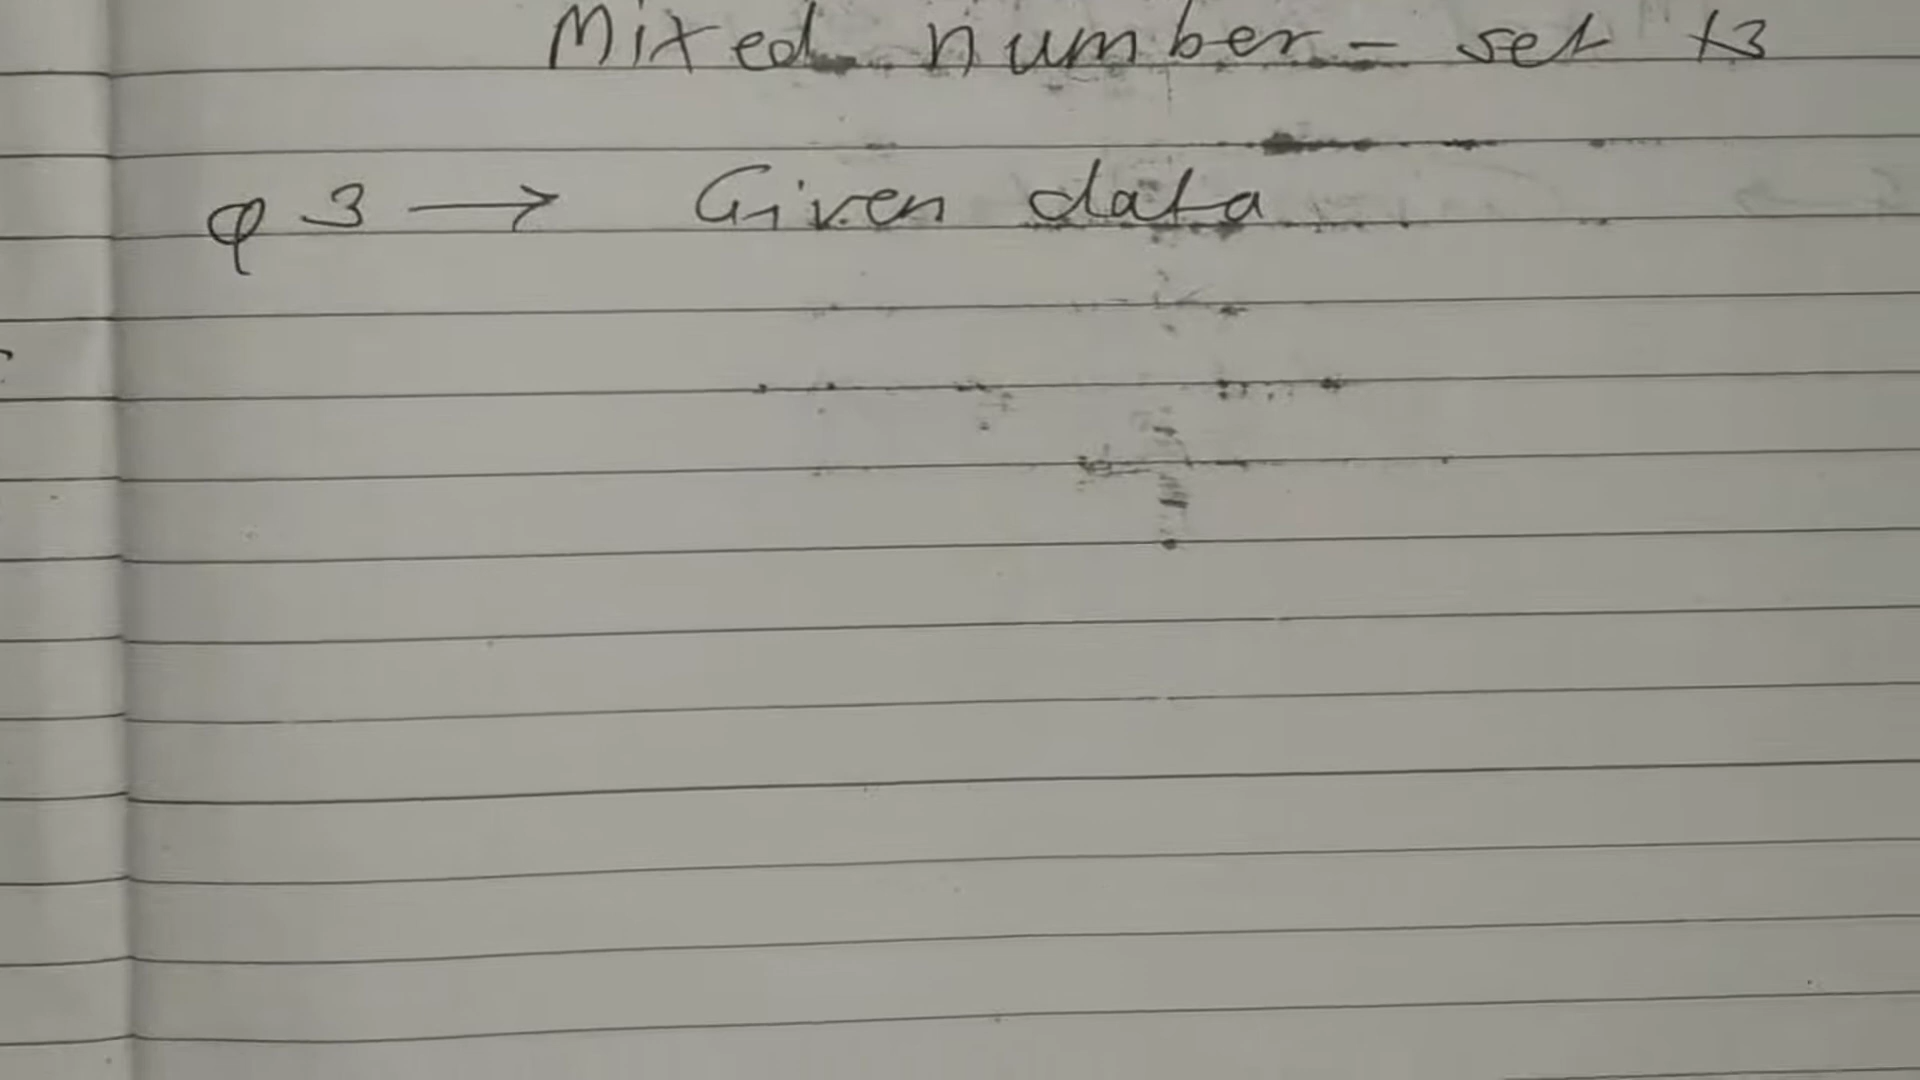 Mixed number - set 13
Q 3 → Given data